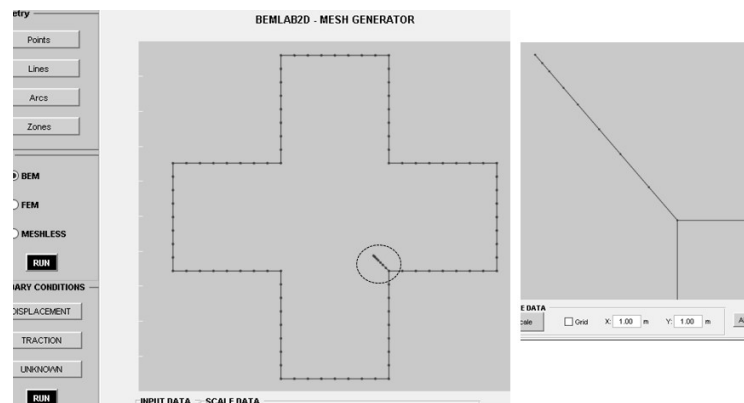 etry
BEMLAB2D - MESH GENERATOR
Points
Lines
Arcs
Zones
BEM
FEM
MESHLESS
RUN
ARY CONDITIONS
DISPLACEMENT
TRACTION
UNKNOWN
RUN
INPUT DATA
SCALE DATA
E DATA
cale
Grid
X: 1.00 m
Y: 1.00 m
A